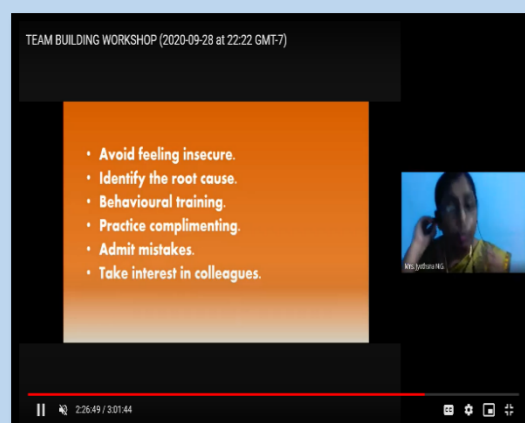 TEAM BUILDING WORKSHOP (2020-09-28 at 22:22 GMT-7)
• Avoid feeling insecure.
• Identify the root cause.
• Behavioural training.
• Practice complimenting.
• Admit mistakes.
• Take interest in colleagues.
Mrs.
2:26:49 / 3:01:44